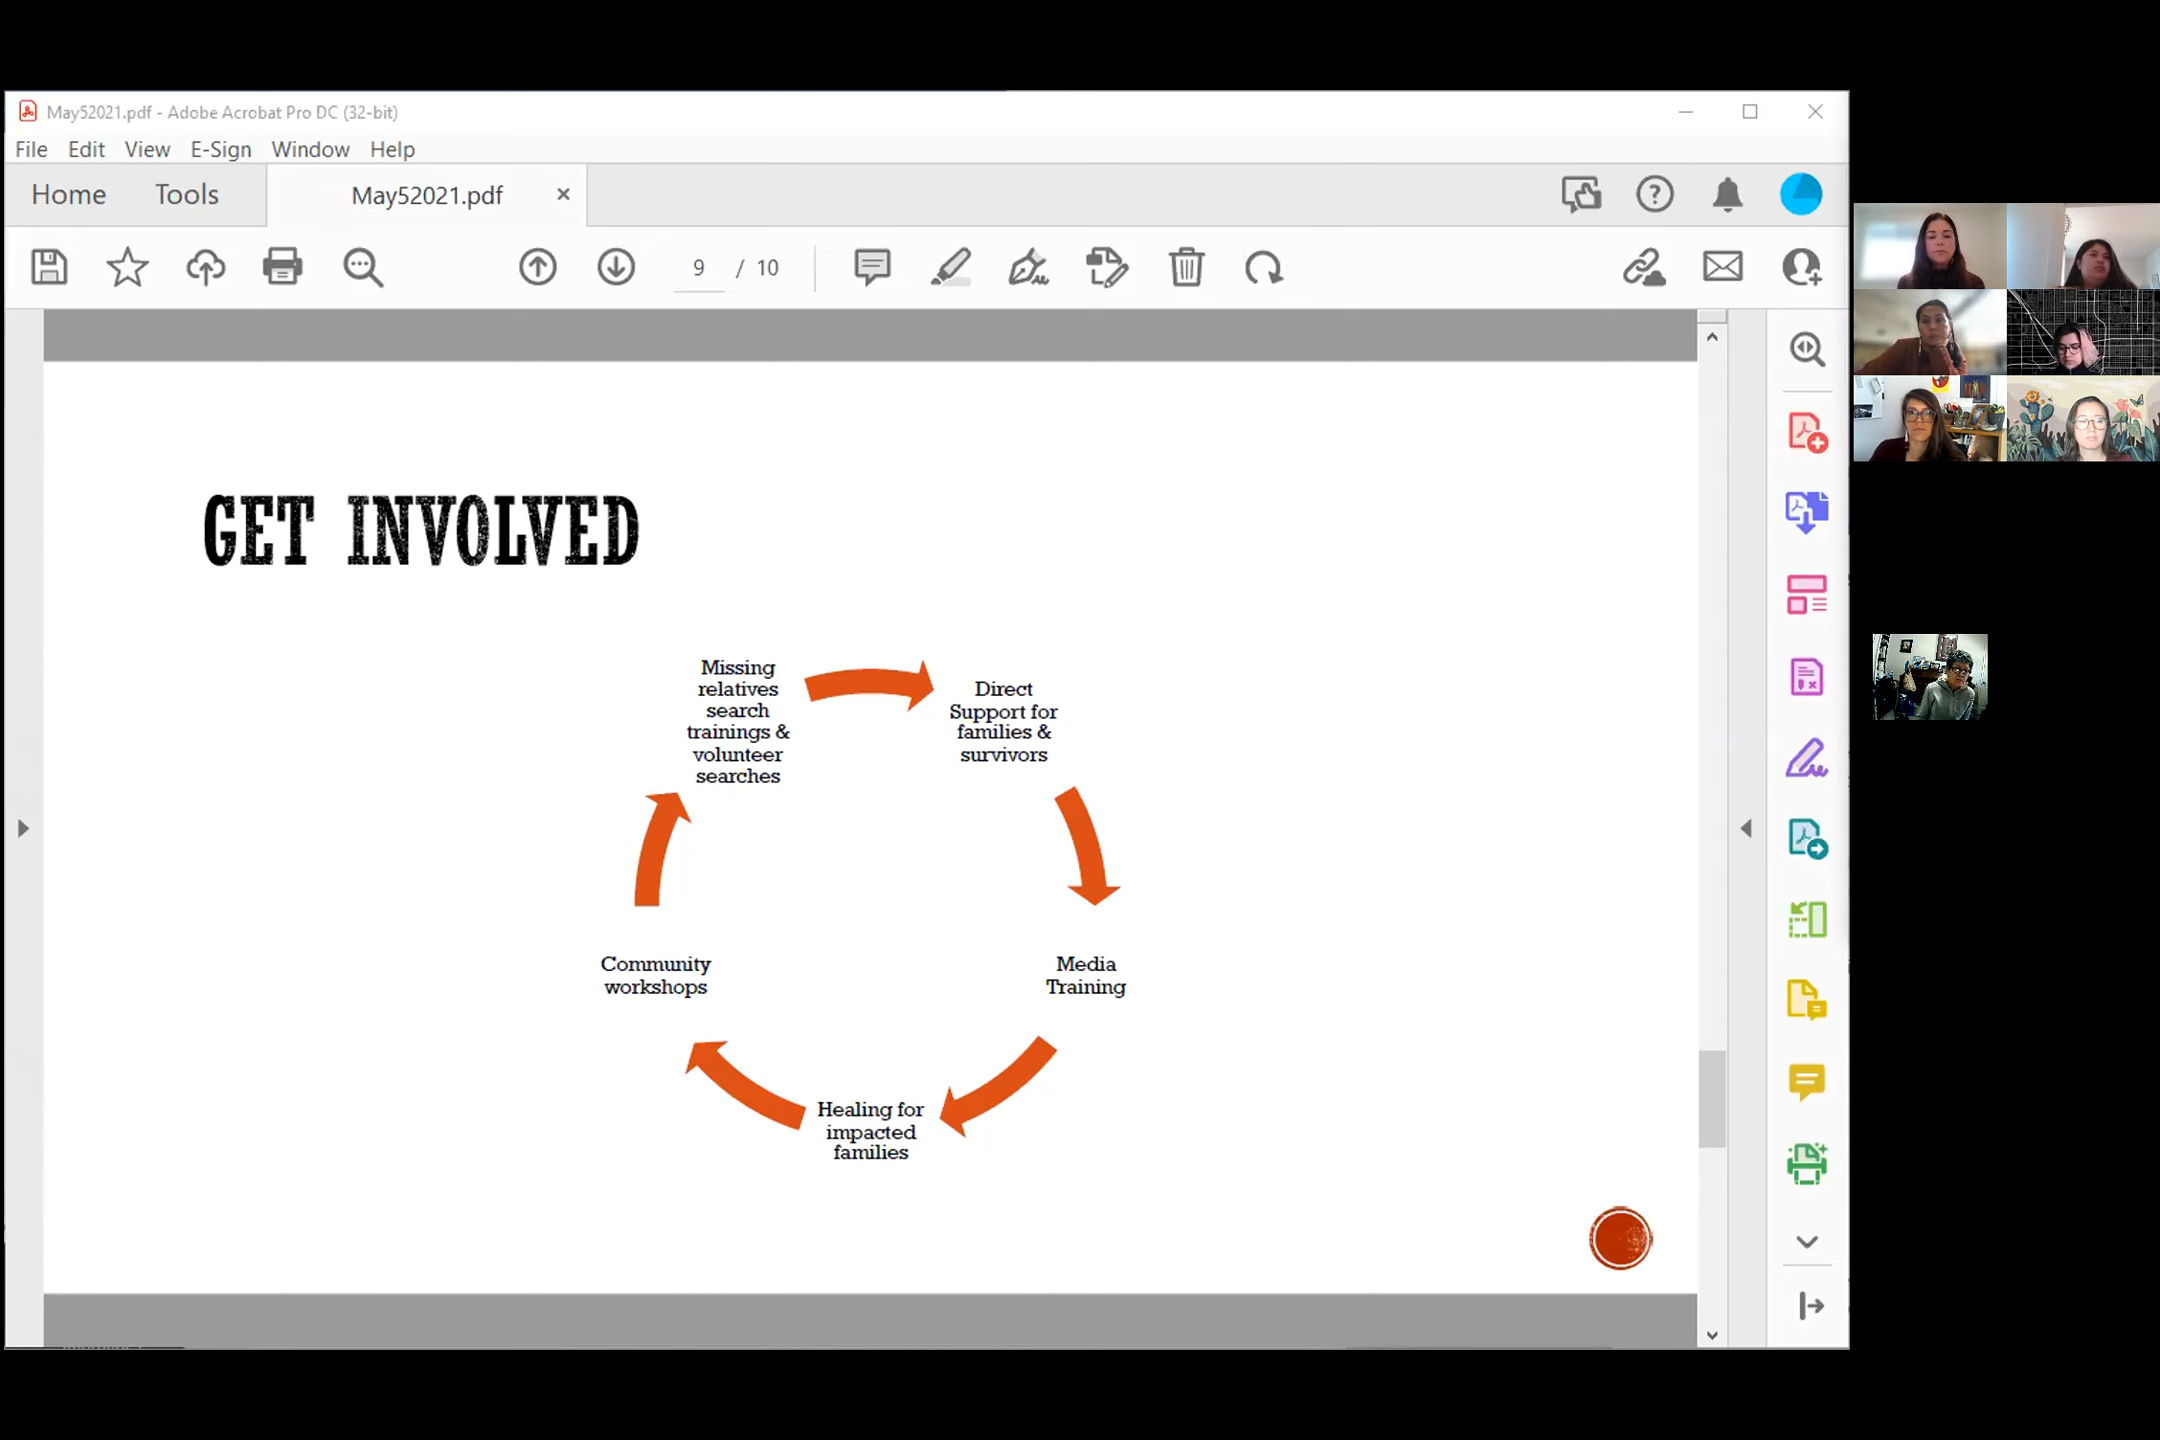 May52021.pdf - Adobe Acrobat Pro DC (32-bit)
File Edit View E-Sign Window Help
Home Tools May52021.pdf
9 / 10
GET INVOLVED
Missing
relatives
search
trainings &
volunteer
searches
Direct
Support for
families &
survivors
Media
Training
Healing for
impacted
families
Community
workshops